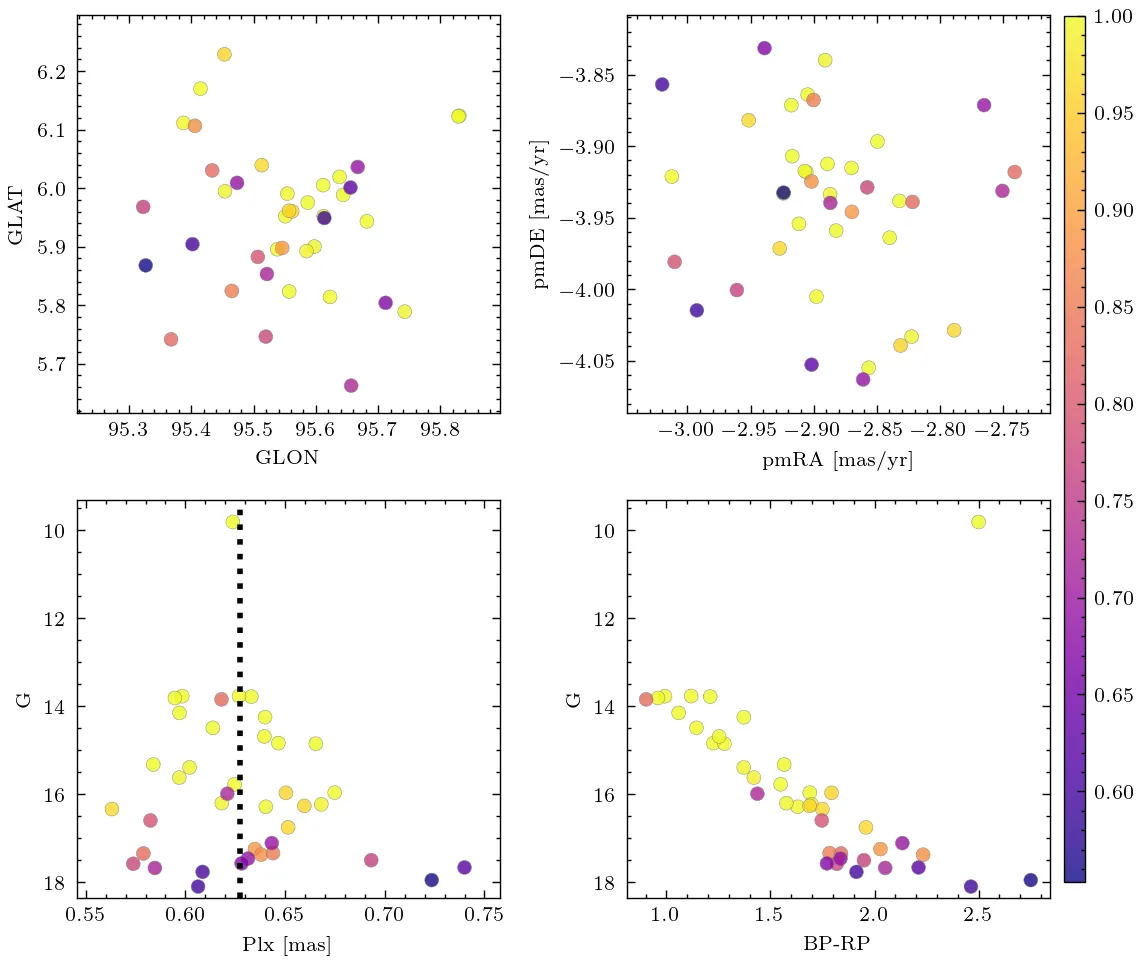 6.2
6.1
6.0
5.9
5.8
5.7
GLAT
95.3 95.4 95.5 95.6 95.7 95.8
GLON
−3.85
−3.90
−3.95
−4.00
−4.05
pmDE [mas/yr]
−3.00 −2.95 −2.90 −2.85 −2.80 −2.75
pmRA [mas/yr]
1.00
0.95
0.90
0.85
0.80
0.75
0.70
0.65
0.60
10
12
14
16
18
G
0.55 0.60 0.65 0.70 0.75
Plx [mas]
10
12
14
16
18
G
1.0 1.5 2.0 2.5
BP-RP